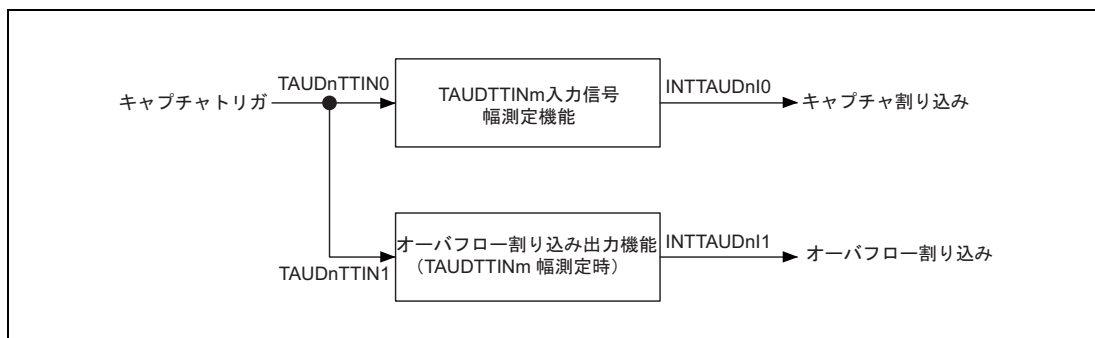 キャプチャトリガ
TAUDnTTIN0
TAUDTTINm入力信号
幅測定機能
INTTAUDnI0
キャプチャ割り込み
TAUDnTTIN1
オーバフロー割り込み出力機能
（TAUDTTINm 幅測定時）
INTTAUDnI1
オーバフロー割り込み